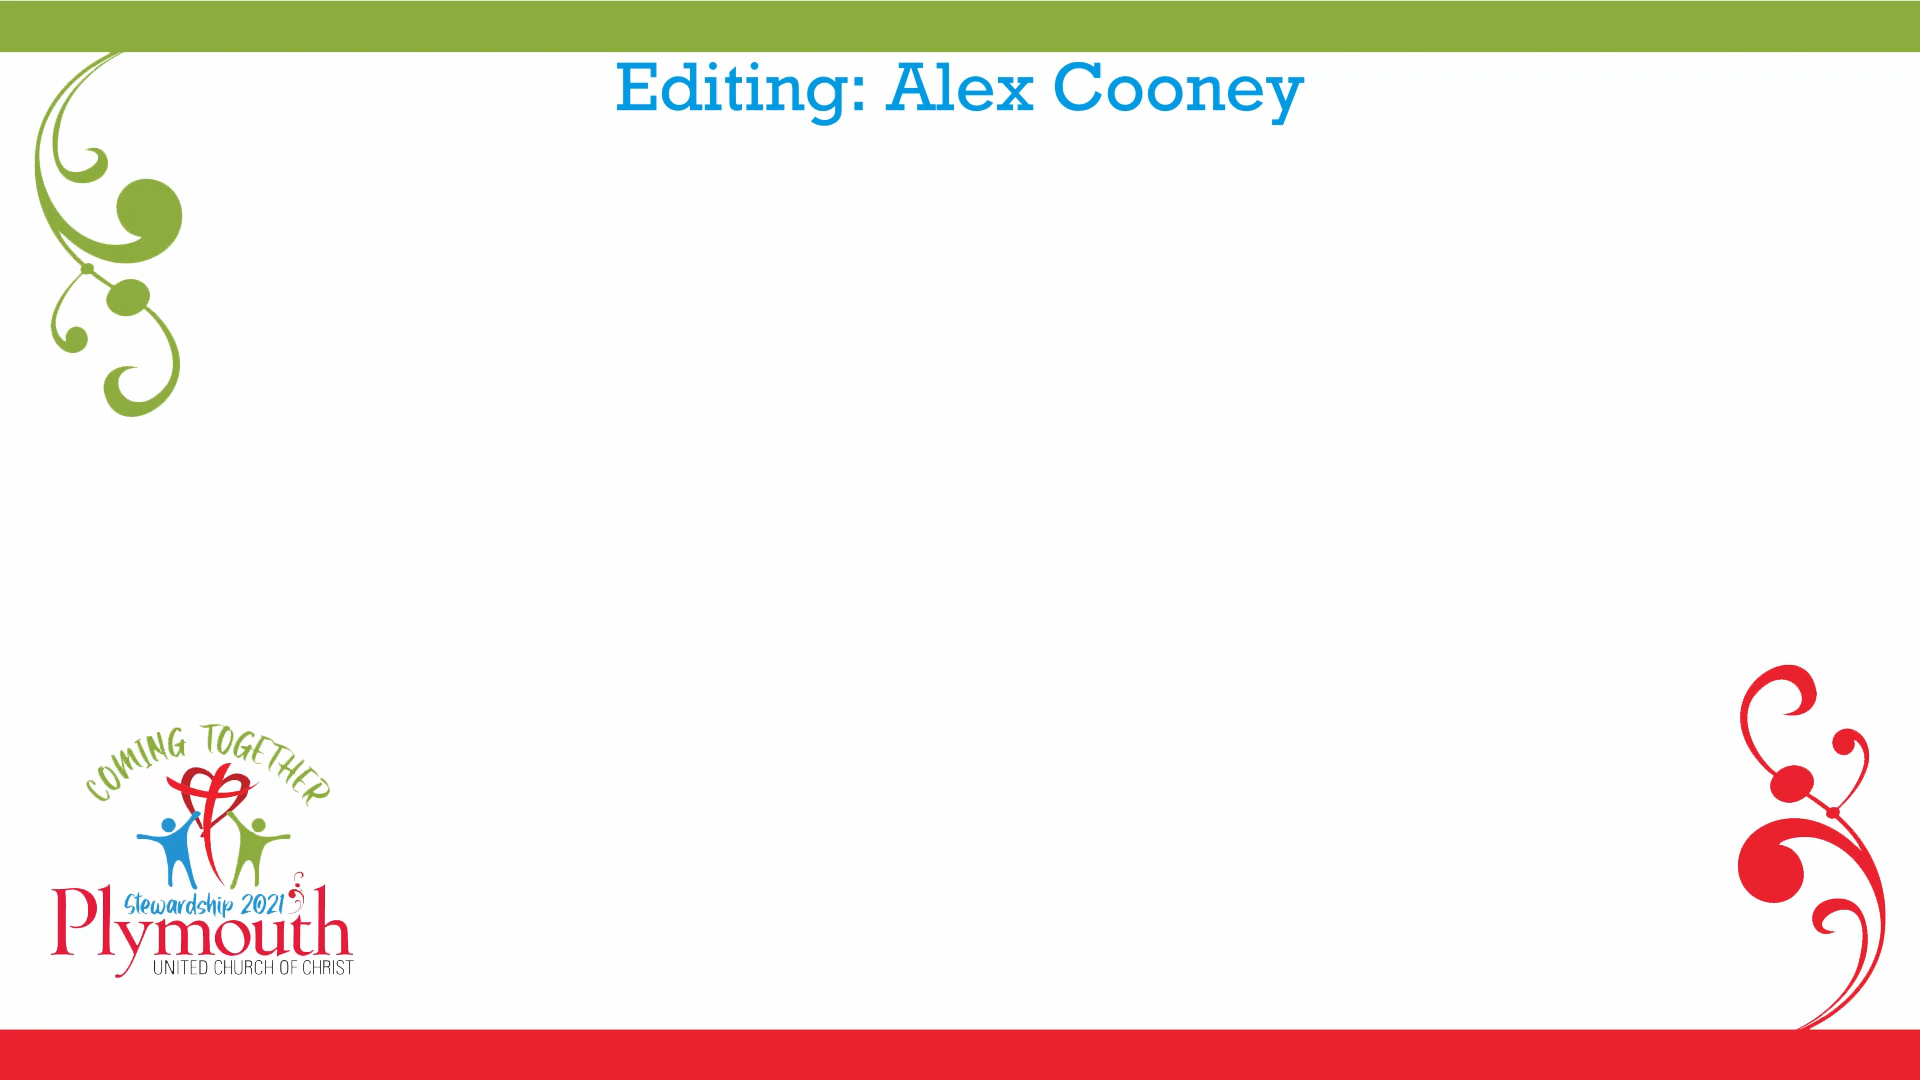 Editing: Alex Cooney
COMING TOGETHER
Stewardship 2021
Plymouth
UNITED CHURCH OF CHRIST